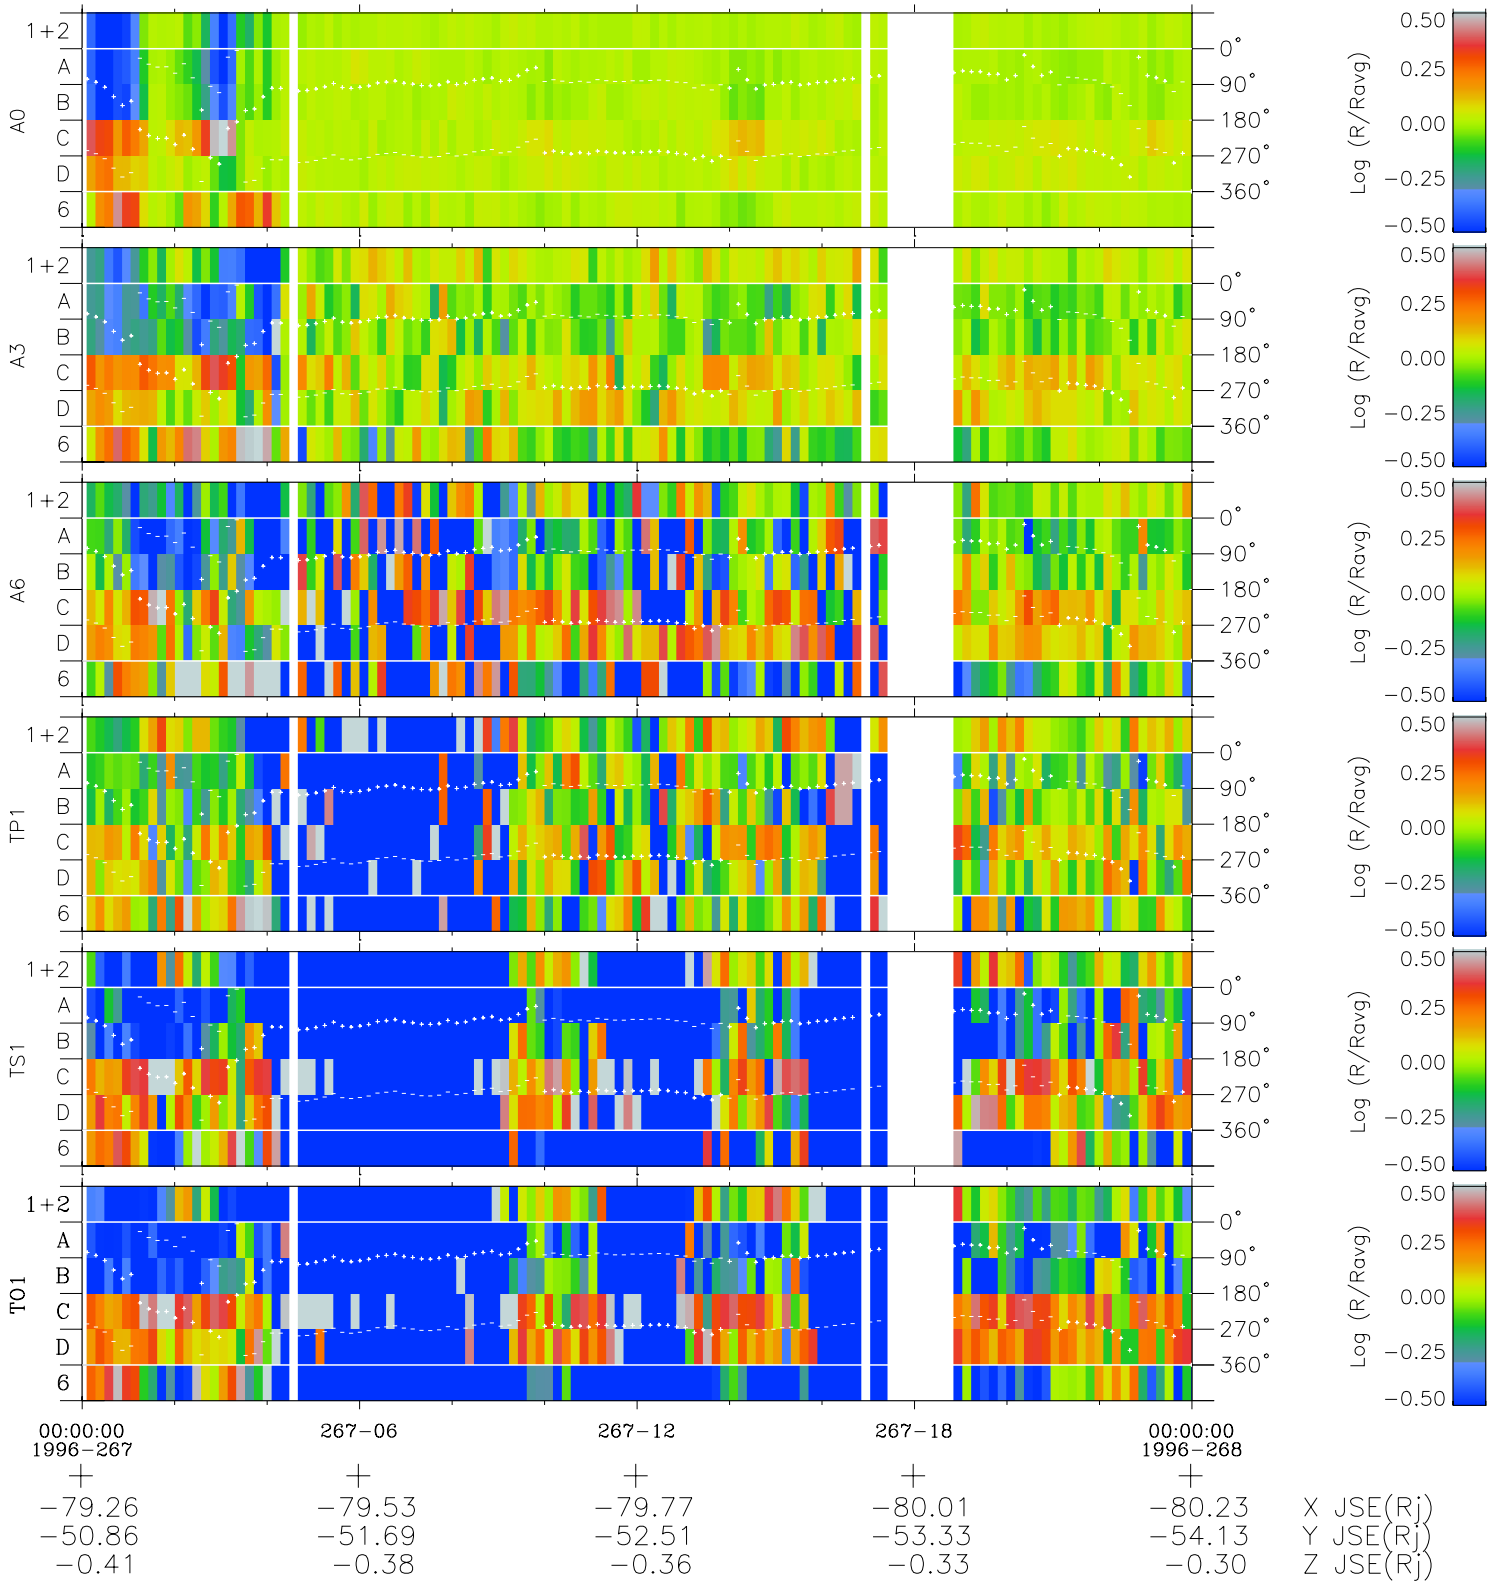 1+2 A B C D 6
A0
0° 90° 180° 270° 360°
Log (R/Ravg)
0.50 0.25 0.00 −0.25 −0.50
1+2 A B C D 6
A3
0° 90° 180° 270° 360°
Log (R/Ravg)
0.50 0.25 0.00 −0.25 −0.50
1+2 A B C D 6
A6
0° 90° 180° 270° 360°
Log (R/Ravg)
0.50 0.25 0.00 −0.25 −0.50
1+2 A B C D 6
TP1
0° 90° 180° 270° 360°
Log (R/Ravg)
0.50 0.25 0.00 −0.25 −0.50
1+2 A B C D 6
TS1
0° 90° 180° 270° 360°
Log (R/Ravg)
0.50 0.25 0.00 −0.25 −0.50
1+2 A B C D 6
TO1
0° 90° 180° 270° 360°
Log (R/Ravg)
0.50 0.25 0.00 −0.25 −0.50
00:00:00 267−06 267−12 267−18 00:00:00
1996−267 1996−268
−79.26 −79.53 −79.77 −80.01 −80.23 X JSE(Rj)
−50.86 −51.69 −52.51 −53.33 −54.13 Y JSE(Rj)
−0.41 −0.38 −0.36 −0.33 −0.30 Z JSE(Rj)